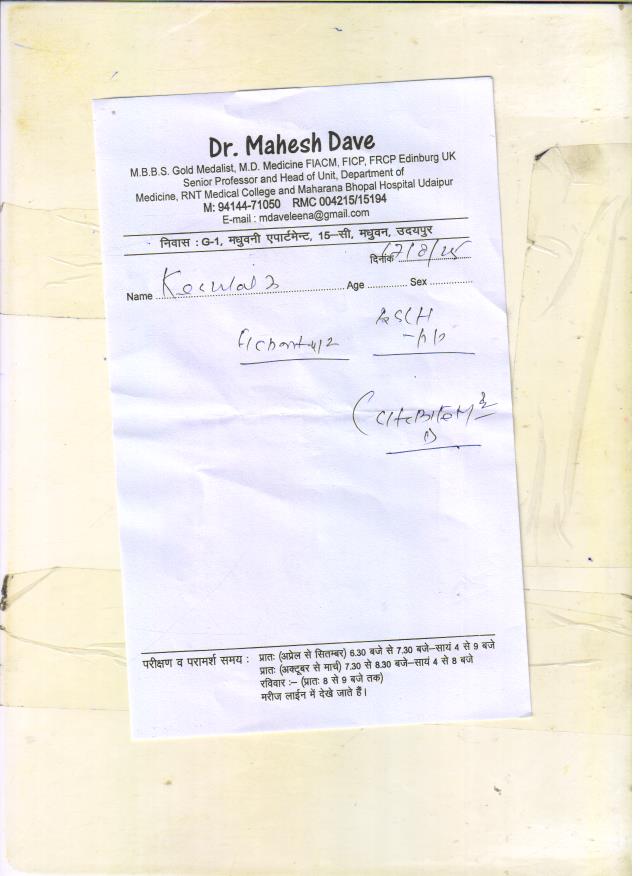 Dr. Mahesh Dave
M.B.B.S. Gold Medalist, M.D. Medicine FIACM, FICP, FRCP Edinburg UK
Senior Professor and Head of Unit, Department of
Medicine, RNT Medical College and Maharana Bhopal Hospital Udaipur
M: 94144-71050 RMC 004215/15194
E-mail : mdaveleena@gmail.com
निवास : G-1, मधुवनी एपार्टमेन्ट, 15–सी, मधुवन, उदयपुर
दिनांक
Name Age Sex
परीक्षण व परामर्श समय : प्रातः (अप्रेल से सितम्बर) 6.30 बजे से 7.30 बजे–सायं 4 से 9 बजे
प्रातः (अक्टूबर से मार्च) 7.30 से 8.30 बजे–सायं 4 से 8 बजे
रविवार :– (प्रातः 8 से 9 बजे तक)
मरीज लाईन में देखे जाते हैं।